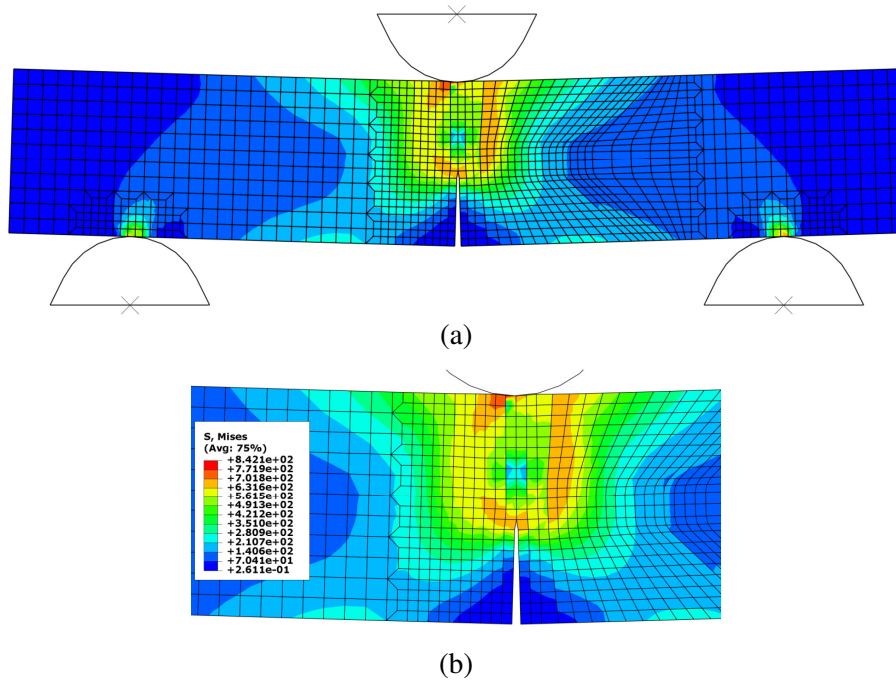 (a)
S, Mises
(Avg: 75%)
+8.421e+02
+7.719e+02
+7.018e+02
+6.316e+02
+5.615e+02
+4.913e+02
+4.212e+02
+3.510e+02
+2.809e+02
+2.107e+02
+1.406e+02
+7.041e+01
+2.611e-01
(b)